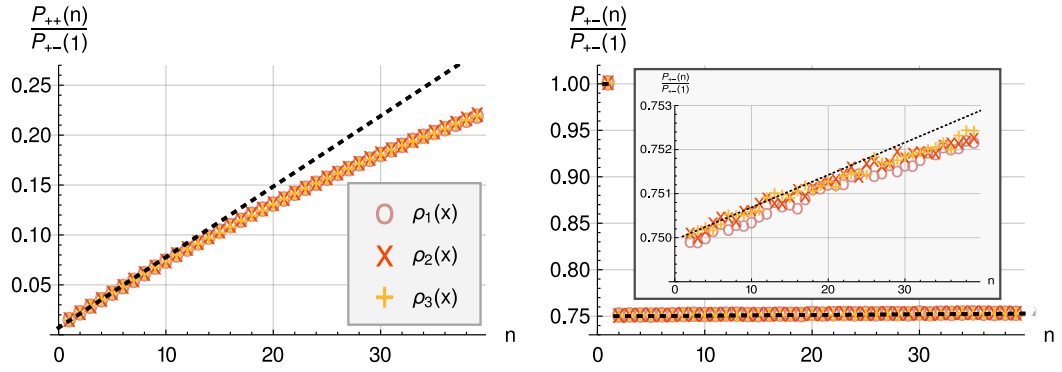 P₊₊(n)
P₊₋(1)
0.25
0.20
0.15
0.10
0.05
0
10
20
30
n
O ρ₁(x)
X ρ₂(x)
+ ρ₃(x)
P₊₋(n)
P₊₋(1)
1.00
0.95
0.90
0.85
0.80
0.75
0
10
20
30
n
P₊₋(n)
P₊₋(1)
0.753
0.752
0.751
0.750
0
10
20
30
n